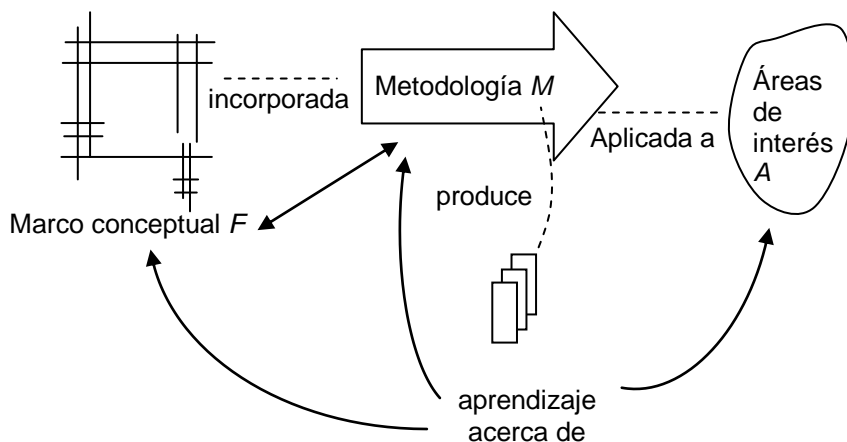 incorporada
Metodología M
Aplicada a
Áreas
de
interés
A
produce
Marco conceptual F
aprendizaje
acerca de